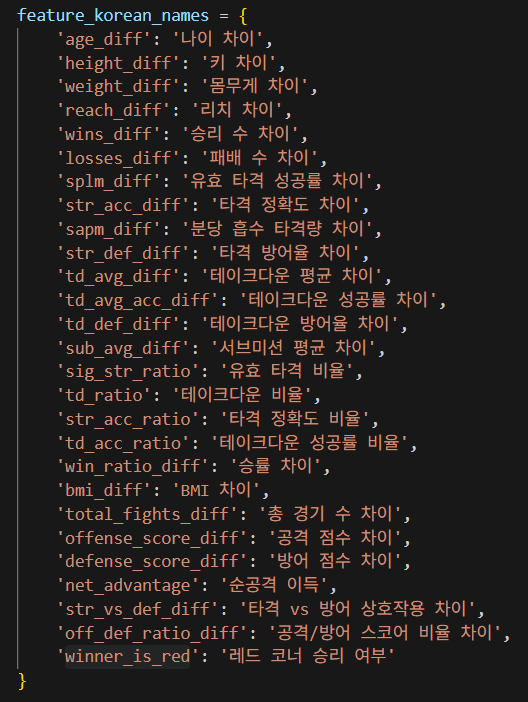 feature_korean_names = {
    'age_diff': '나이 차이',
    'height_diff': '키 차이',
    'weight_diff': '몸무게 차이',
    'reach_diff': '리치 차이',
    'wins_diff': '승리 수 차이',
    'losses_diff': '패배 수 차이',
    'splm_diff': '유효 타격 성공률 차이',
    'str_acc_diff': '타격 정확도 차이',
    'sapm_diff': '분당 흡수 타격량 차이',
    'str_def_diff': '타격 방어율 차이',
    'td_avg_diff': '테이크다운 평균 차이',
    'td_avg_acc_diff': '테이크다운 성공률 차이',
    'td_def_diff': '테이크다운 방어율 차이',
    'sub_avg_diff': '서브미션 평균 차이',
    'sig_str_ratio': '유효 타격 비율',
    'td_ratio': '테이크다운 비율',
    'str_acc_ratio': '타격 정확도 비율',
    'td_acc_ratio': '테이크다운 성공률 비율',
    'win_ratio_diff': '승률 차이',
    'bmi_diff': 'BMI 차이',
    'total_fights_diff': '총 경기 수 차이',
    'offense_score_diff': '공격 점수 차이',
    'defense_score_diff': '방어 점수 차이',
    'net_advantage': '순공격 이득',
    'str_vs_def_diff': '타격 vs 방어 상호작용 차이',
    'off_def_ratio_diff': '공격/방어 스코어 비율 차이',
    'winner_is_red': '레드 코너 승리 여부'
}